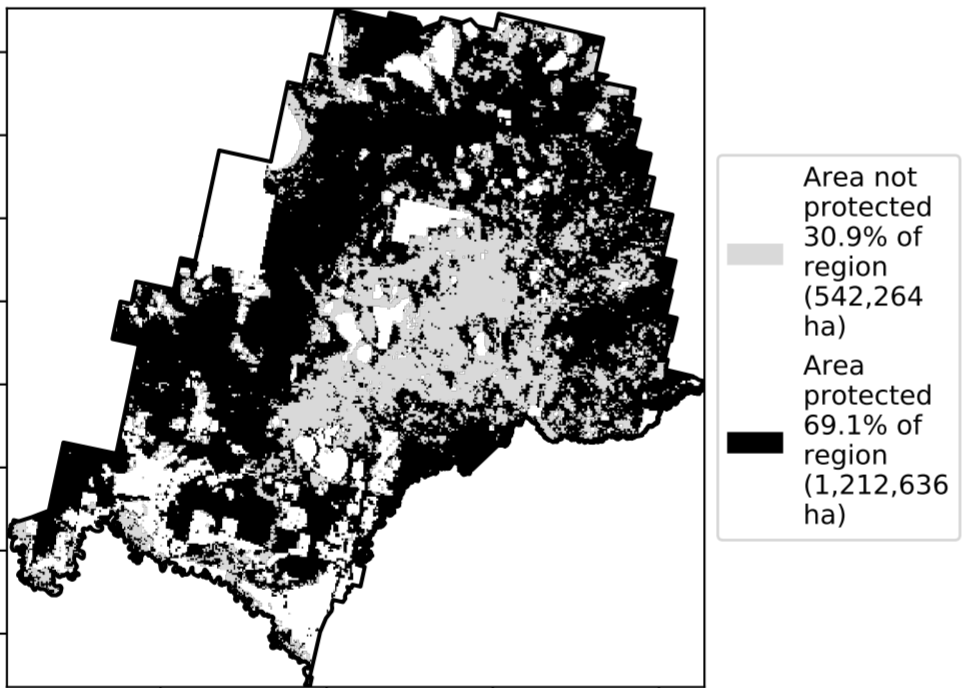 Area not
protected
30.9% of
region
(542,264
ha)
Area
protected
69.1% of
region
(1,212,636
ha)